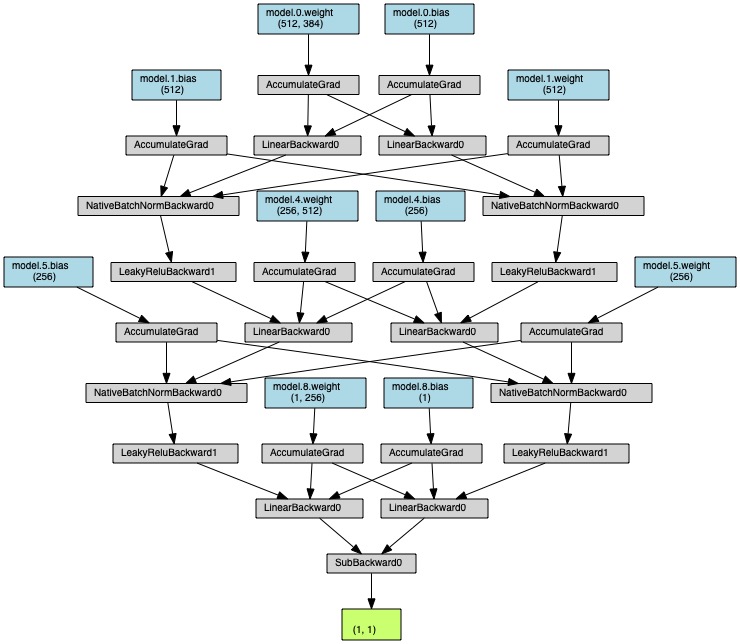 model.0.weight
(512, 384)
model.0.bias
(512)
model.1.bias
(512)
AccumulateGrad
AccumulateGrad
model.1.weight
(512)
AccumulateGrad
LinearBackward0
LinearBackward0
AccumulateGrad
NativeBatchNormBackward0
model.4.weight
(256, 512)
model.4.bias
(256)
NativeBatchNormBackward0
model.5.bias
(256)
LeakyReluBackward1
AccumulateGrad
AccumulateGrad
LeakyReluBackward1
model.5.weight
(256)
AccumulateGrad
LinearBackward0
LinearBackward0
AccumulateGrad
NativeBatchNormBackward0
model.8.weight
(1, 256)
model.8.bias
(1)
NativeBatchNormBackward0
LeakyReluBackward1
AccumulateGrad
AccumulateGrad
LeakyReluBackward1
LinearBackward0
LinearBackward0
SubBackward0
(1, 1)